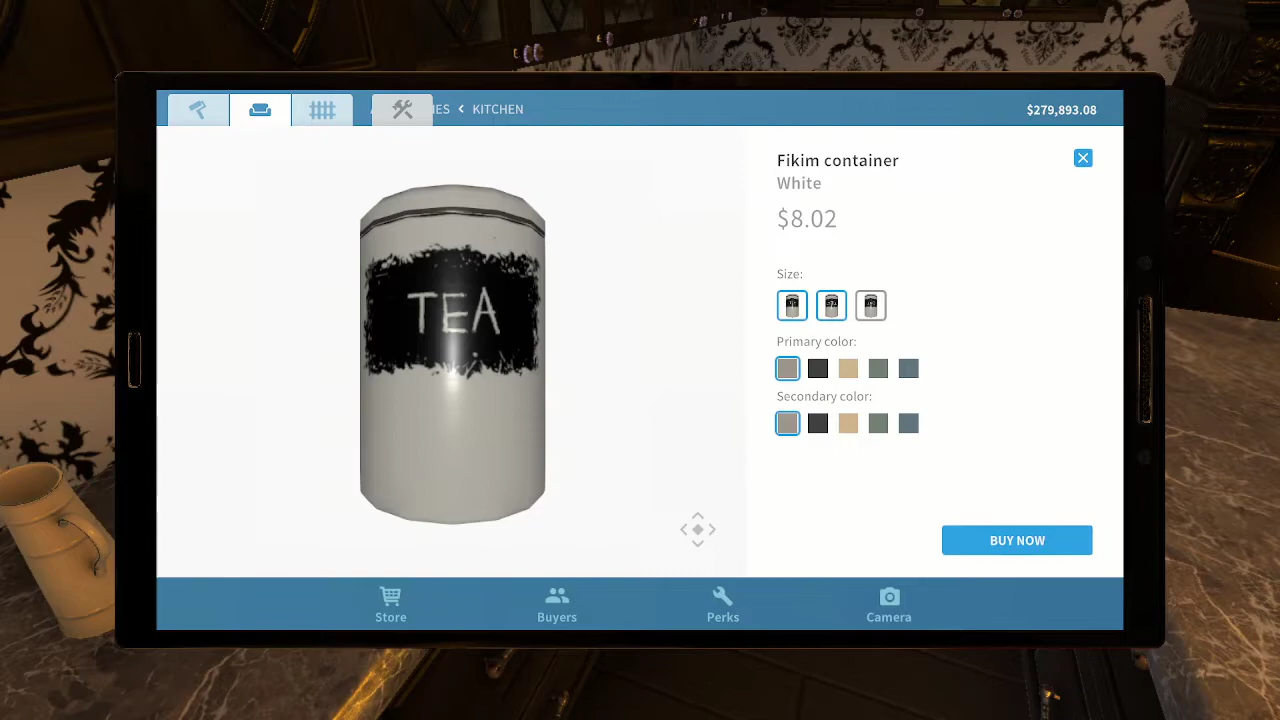 IES < KITCHEN
$279,893.08
TEA
Fikim container
White
$8.02
Size:
Primary color:
Secondary color:
BUY NOW
Store
Buyers
Perks
Camera